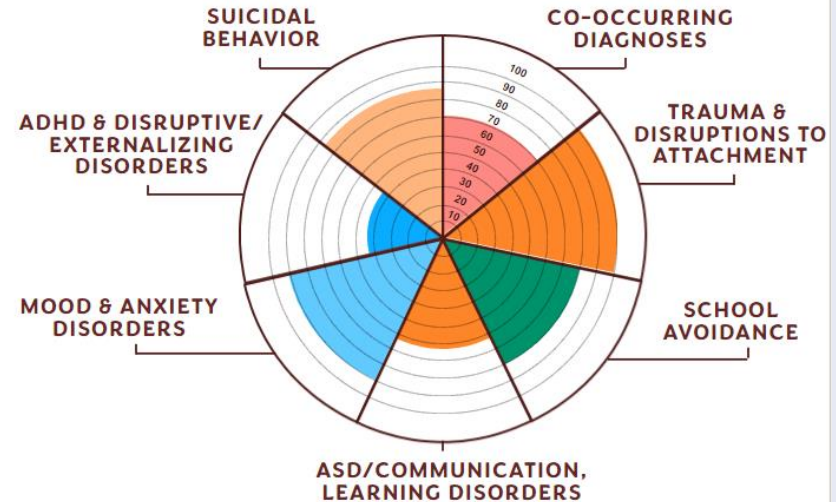 SUICIDAL
BEHAVIOR
CO-OCCURRING
DIAGNOSES
100
90
80
70
60
50
40
30
20
10
ADHD & DISRUPTIVE/
EXTERNALIZING
DISORDERS
TRAUMA &
DISRUPTIONS TO
ATTACHMENT
MOOD & ANXIETY
DISORDERS
SCHOOL
AVOIDANCE
ASD/COMMUNICATION,
LEARNING DISORDERS